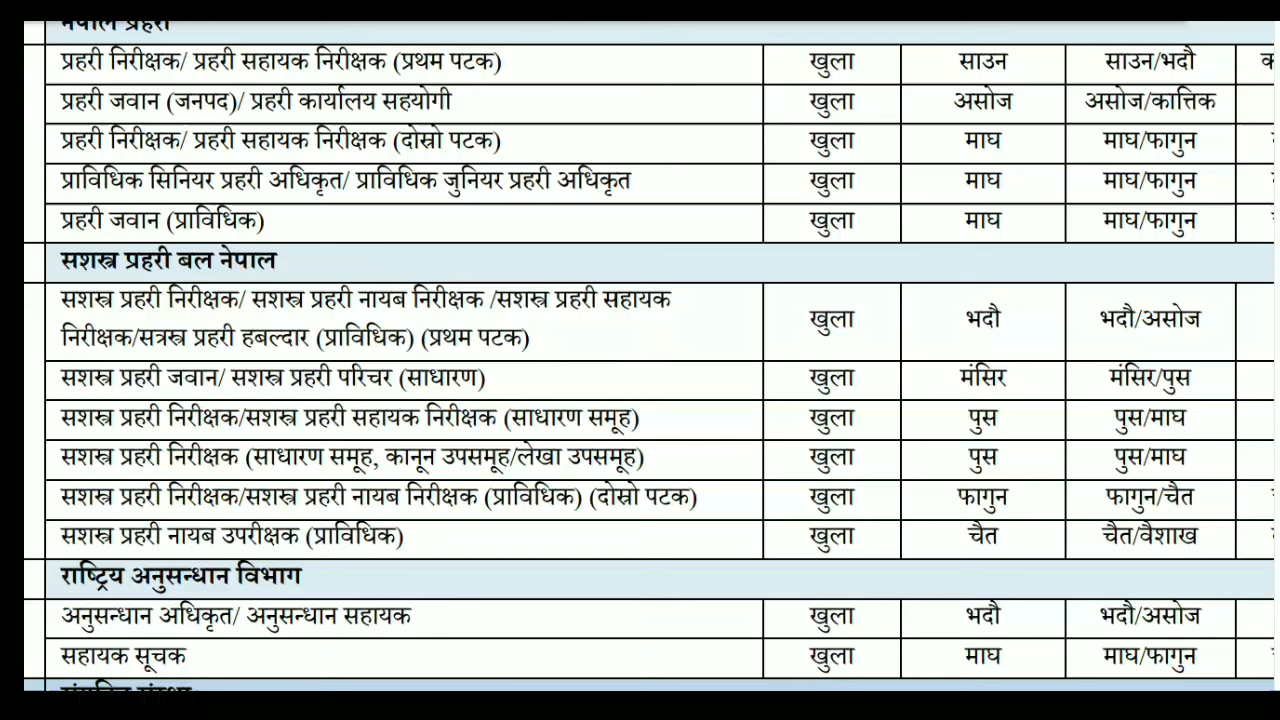 नेपाल प्रहरी
प्रहरी निरीक्षक/ प्रहरी सहायक निरीक्षक (प्रथम पटक) खुला साउन साउन/भदौ
प्रहरी जवान (जनपद)/ प्रहरी कार्यालय सहयोगी खुला असोज असोज/कात्तिक
प्रहरी निरीक्षक/ प्रहरी सहायक निरीक्षक (दोस्रो पटक) खुला माघ माघ/फागुन
प्राविधिक सिनियर प्रहरी अधिकृत/ प्राविधिक जुनियर प्रहरी अधिकृत खुला माघ माघ/फागुन
प्रहरी जवान (प्राविधिक) खुला माघ माघ/फागुन
सशस्त्र प्रहरी बल नेपाल
सशस्त्र प्रहरी निरीक्षक/ सशस्त्र प्रहरी नायब निरीक्षक /सशस्त्र प्रहरी सहायक
निरीक्षक/सत्रस्त्र प्रहरी हबल्दार (प्राविधिक) (प्रथम पटक) खुला भदौ भदौ/असोज
सशस्त्र प्रहरी जवान/ सशस्त्र प्रहरी परिचर (साधारण) खुला मंसिर मंसिर/पुस
सशस्त्र प्रहरी निरीक्षक/सशस्त्र प्रहरी सहायक निरीक्षक (साधारण समूह) खुला पुस पुस/माघ
सशस्त्र प्रहरी निरीक्षक (साधारण समूह, कानून उपसमूह/लेखा उपसमूह) खुला पुस पुस/माघ
सशस्त्र प्रहरी निरीक्षक/सशस्त्र प्रहरी नायब निरीक्षक (प्राविधिक) (दोस्रो पटक) खुला फागुन फागुन/चैत
सशस्त्र प्रहरी नायब उपरीक्षक (प्राविधिक) खुला चैत चैत/वैशाख
राष्ट्रिय अनुसन्धान विभाग
अनुसन्धान अधिकृत/ अनुसन्धान सहायक खुला भदौ भदौ/असोज
सहायक सूचक खुला माघ माघ/फागुन